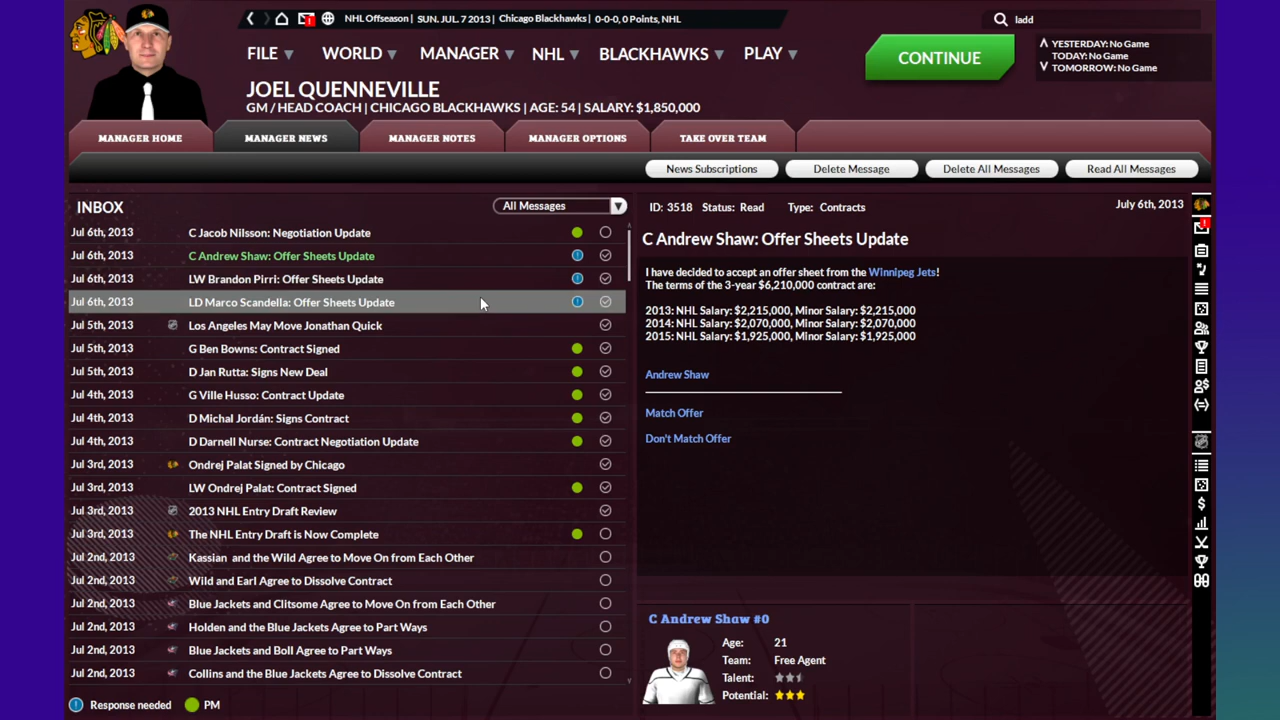 NHL Offseason | SUN. JUL. 7 2013 | Chicago Blackhawks | 0-0-0, 0 Points, NHL
ladd
FILE WORLD MANAGER NHL BLACKHAWKS PLAY
CONTINUE
YESTERDAY: No Game
TODAY: No Game
TOMORROW: No Game
JOEL QUENNEVILLE
GM / HEAD COACH | CHICAGO BLACKHAWKS | AGE: 54 | SALARY: $1,850,000
MANAGER HOME MANAGER NEWS MANAGER NOTES MANAGER OPTIONS TAKE OVER TEAM
News Subscriptions Delete Message Delete All Messages Read All Messages
INBOX All Messages
Jul 6th, 2013 C Jacob Nilsson: Negotiation Update
Jul 6th, 2013 C Andrew Shaw: Offer Sheets Update
Jul 6th, 2013 LW Brandon Pirri: Offer Sheets Update
Jul 6th, 2013 LD Marco Scandella: Offer Sheets Update
Jul 5th, 2013 Los Angeles May Move Jonathan Quick
Jul 5th, 2013 G Ben Bowns: Contract Signed
Jul 5th, 2013 D Jan Rutta: Signs New Deal
Jul 4th, 2013 G Ville Husso: Contract Update
Jul 4th, 2013 D Michal Jordán: Signs Contract
Jul 4th, 2013 D Darnell Nurse: Contract Negotiation Update
Jul 3rd, 2013 Ondrej Palat Signed by Chicago
Jul 3rd, 2013 LW Ondrej Palat: Contract Signed
Jul 3rd, 2013 2013 NHL Entry Draft Review
Jul 3rd, 2013 The NHL Entry Draft is Now Complete
Jul 2nd, 2013 Kassian and the Wild Agree to Move On from Each Other
Jul 2nd, 2013 Wild and Earl Agree to Dissolve Contract
Jul 2nd, 2013 Blue Jackets and Clitsome Agree to Move On from Each Other
Jul 2nd, 2013 Holden and the Blue Jackets Agree to Part Ways
Jul 2nd, 2013 Blue Jackets and Boll Agree to Part Ways
Jul 2nd, 2013 Collins and the Blue Jackets Agree to Dissolve Contract
Response needed PM
ID: 3518 Status: Read Type: Contracts July 6th, 2013
C Andrew Shaw: Offer Sheets Update
I have decided to accept an offer sheet from the Winnipeg Jets!
The terms of the 3-year $6,210,000 contract are:
2013: NHL Salary: $2,215,000, Minor Salary: $2,215,000
2014: NHL Salary: $2,070,000, Minor Salary: $2,070,000
2015: NHL Salary: $1,925,000, Minor Salary: $1,925,000
Andrew Shaw
Match Offer
Don't Match Offer
C Andrew Shaw #0
Age: 21
Team: Free Agent
Talent:
Potential: